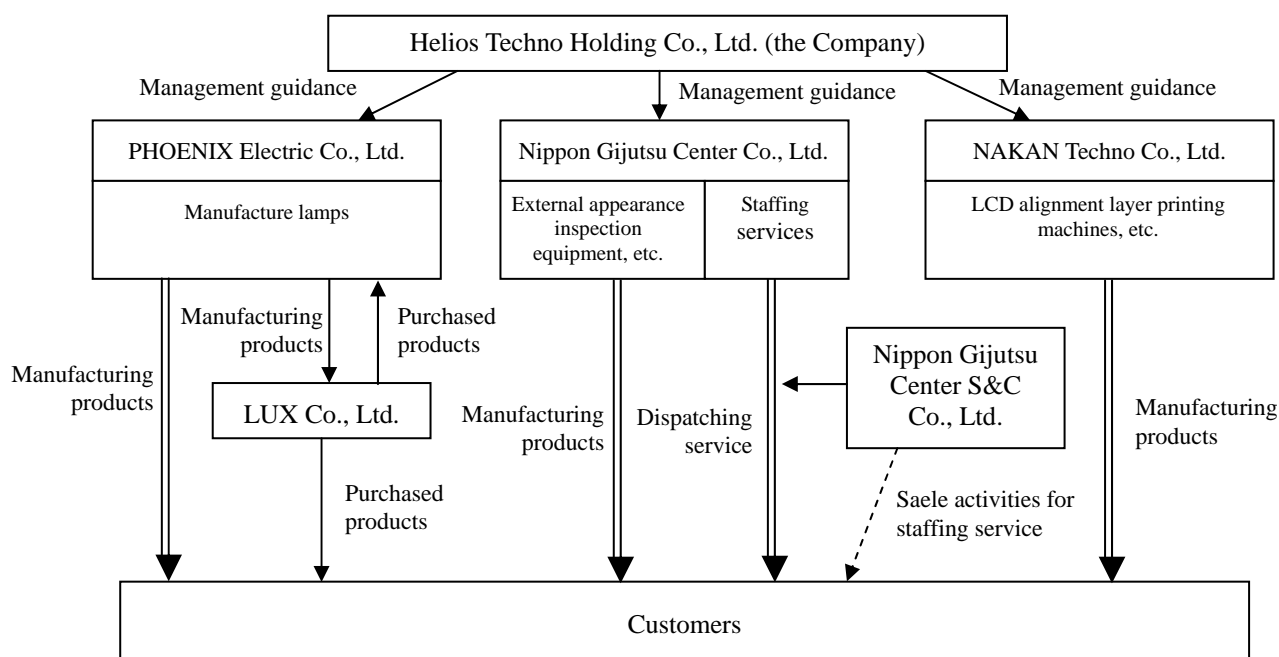 Helios Techno Holding Co., Ltd. (the Company)
Management guidance
Management guidance
Management guidance
PHOENIX Electric Co., Ltd.
Nippon Gijutsu Center Co., Ltd.
NAKAN Techno Co., Ltd.
Manufacture lamps
External appearance
inspection
equipment, etc.
Staffing
services
LCD alignment layer printing
machines, etc.
Manufacturing
products
Purchased
products
Manufacturing
products
LUX Co., Ltd.
Nippon Gijutsu
Center S&C
Co., Ltd.
Manufacturing
products
Dispatching
service
Manufacturing
products
Purchased
products
Saele activities for
staffing service
Customers